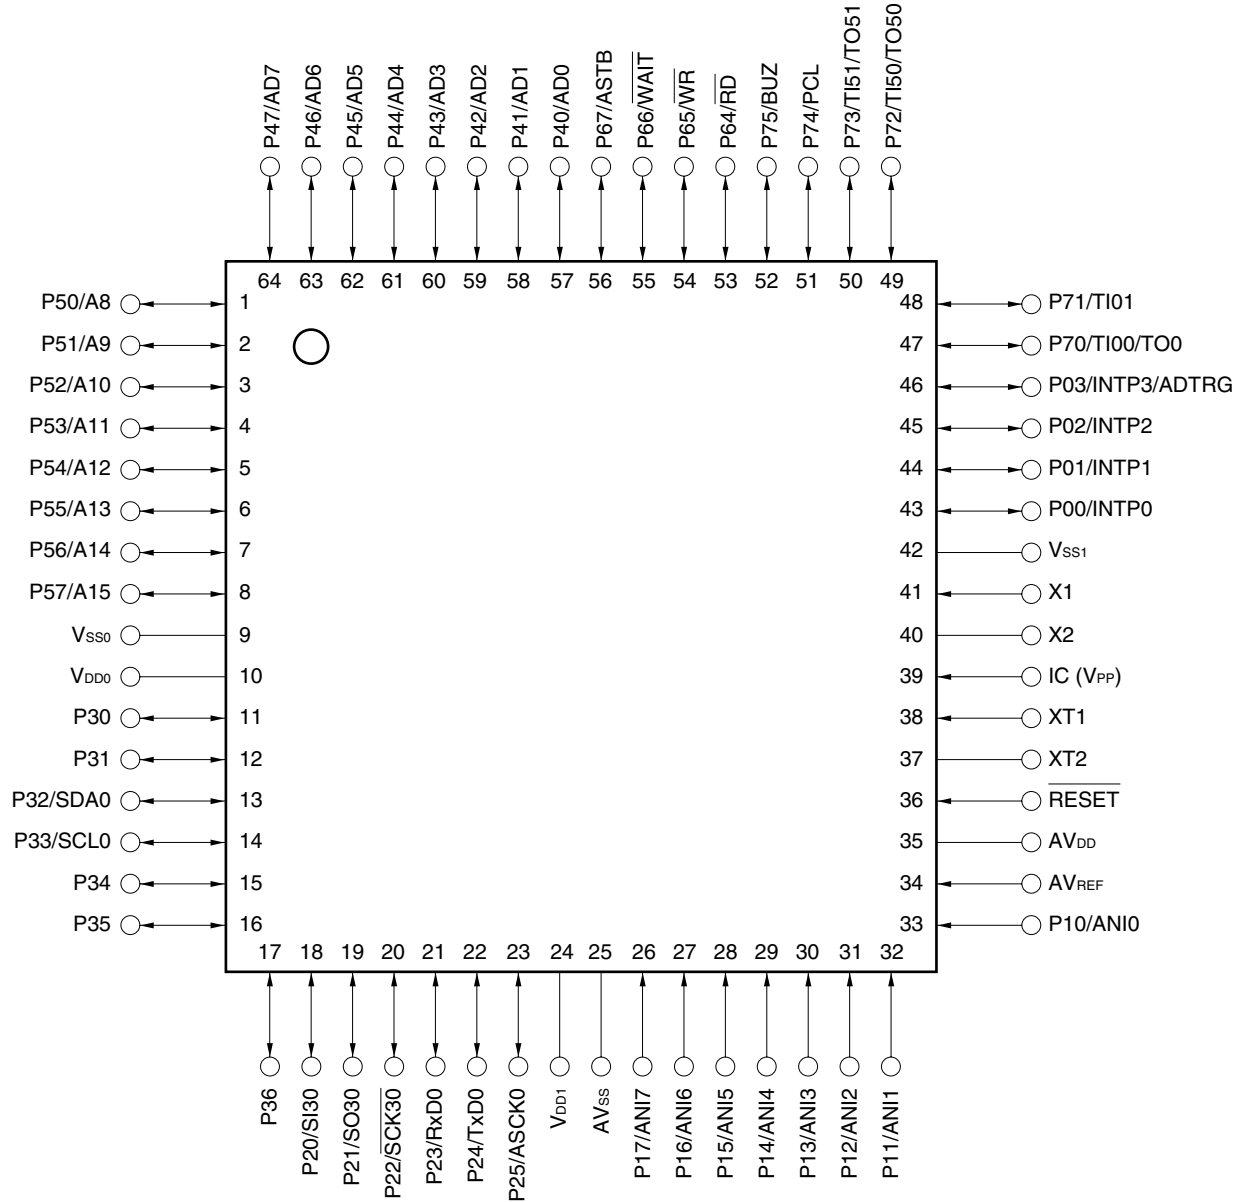 P47/AD7
P46/AD6
P45/AD5
P44/AD4
P43/AD3
P42/AD2
P41/AD1
P40/AD0
P67/ASTB
P66/WAIT
P65/WR
P64/RD
P75/BUZ
P74/PCL
P73/TI51/TO51
P72/TI50/TO50
64 63 62 61 60 59 58 57 56 55 54 53 52 51 50 49
P50/A8 1
P51/A9 2
P52/A10 3
P53/A11 4
P54/A12 5
P55/A13 6
P56/A14 7
P57/A15 8
VSS0 9
VDD0 10
P30 11
P31 12
P32/SDA0 13
P33/SCL0 14
P34 15
P35 16
48 P71/TI01
47 P70/TI00/TO0
46 P03/INTP3/ADTRG
45 P02/INTP2
44 P01/INTP1
43 P00/INTP0
42 VSS1
41 X1
40 X2
39 IC (VPP)
38 XT1
37 XT2
36 RESET
35 AVDD
34 AVREF
33 P10/ANI0
17 18 19 20 21 22 23 24 25 26 27 28 29 30 31 32
P36
P20/SI30
P21/SO30
P22/SCK30
P23/RxD0
P24/TxD0
P25/ASCK0
VDD1
AVSS
P17/ANI7
P16/ANI6
P15/ANI5
P14/ANI4
P13/ANI3
P12/ANI2
P11/ANI1